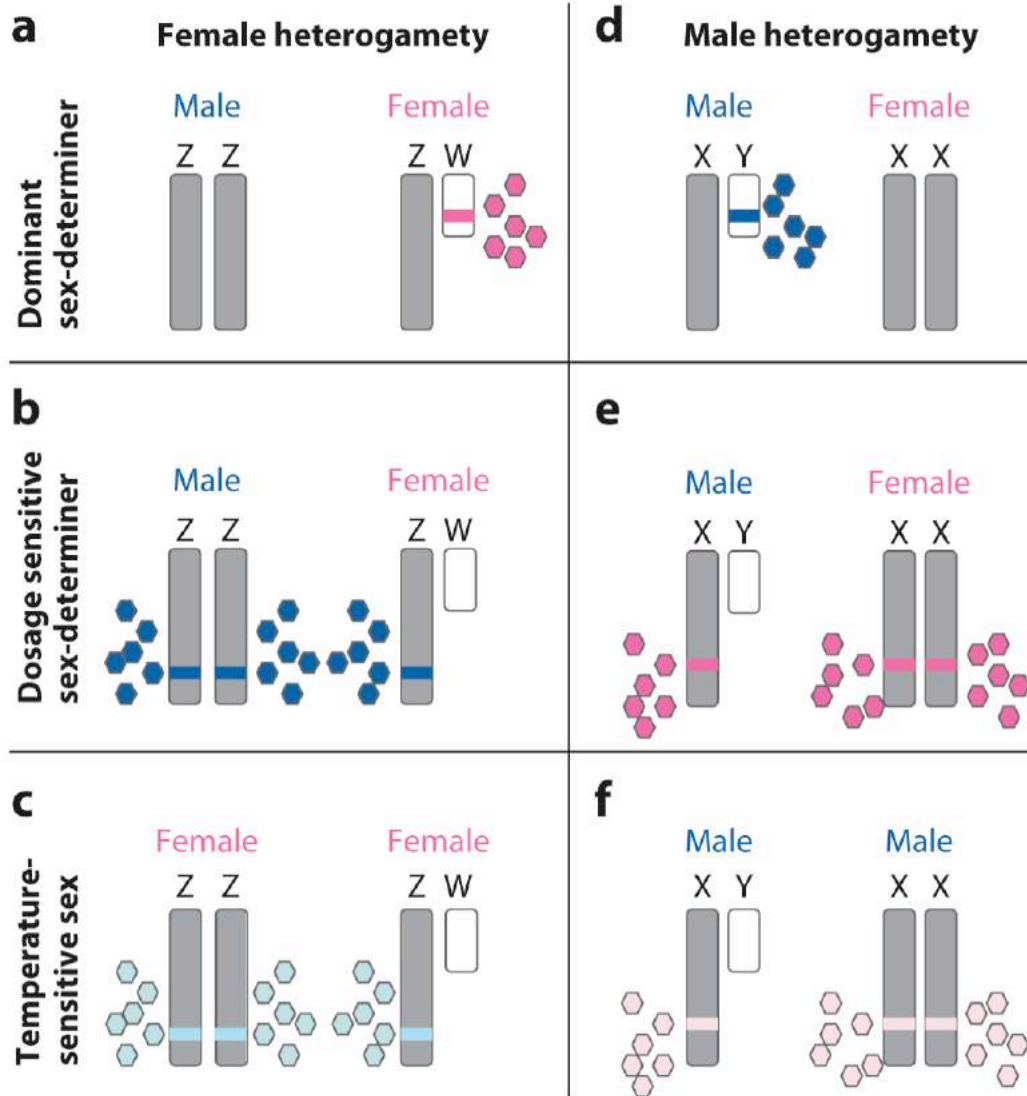 a
Female heterogamety
d
Male heterogamety
Dominant
sex-determiner
Male
Female
Z Z
Z W
Male
Female
X Y
X X
b
e
Dosage sensitive
sex-determiner
Male
Female
Z Z
Z W
Male
Female
X Y
X X
c
f
Temperature-
sensitive sex
Female
Female
Z Z
Z W
Male
Male
X Y
X X